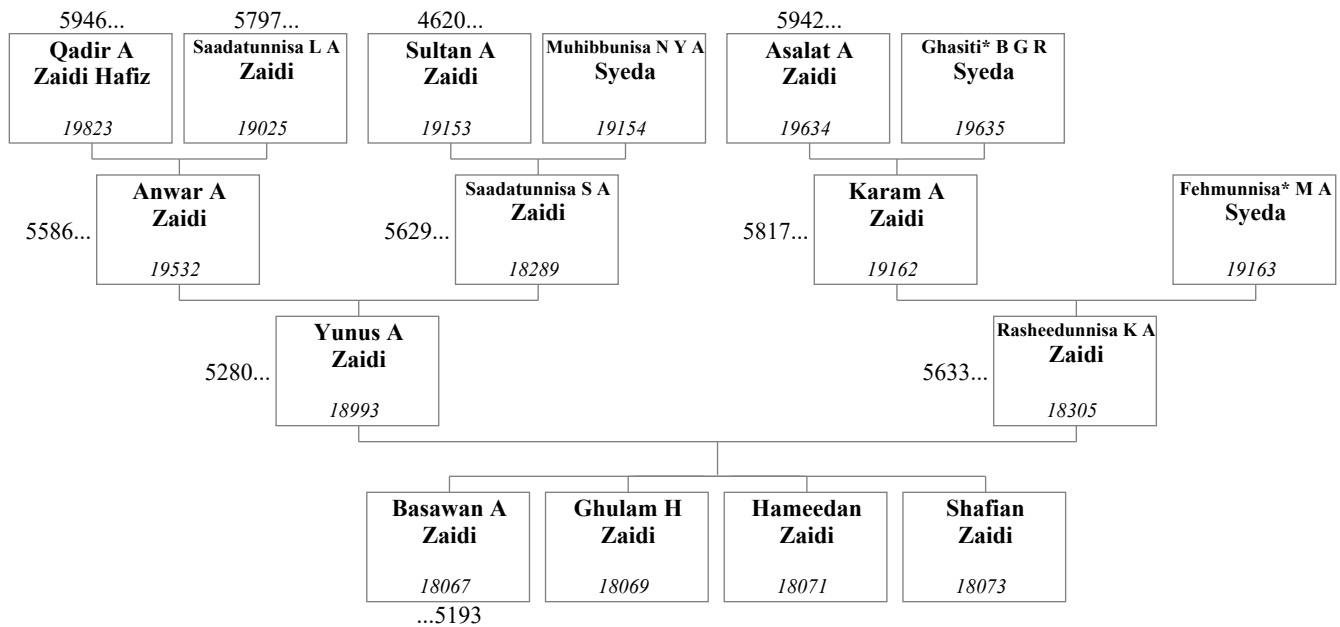 5946...
5797...
4620...
5942...
Qadir A
Zaidi Hafiz
19823
Saadatunnisa L A
Zaidi
19025
Sultan A
Zaidi
19153
Muhibbunisa N Y A
Syeda
19154
Asalat A
Zaidi
19634
Ghasiti* B G R
Syeda
19635
5586...
Anwar A
Zaidi
19532
5629...
Saadatunnisa S A
Zaidi
18289
5817...
Karam A
Zaidi
19162
Fehmunnisa* M A
Syeda
19163
5280...
Yunus A
Zaidi
18993
5633...
Rasheedunnisa K A
Zaidi
18305
Basawan A
Zaidi
18067
Ghulam H
Zaidi
18069
Hameedan
Zaidi
18071
Shafian
Zaidi
18073
...5193